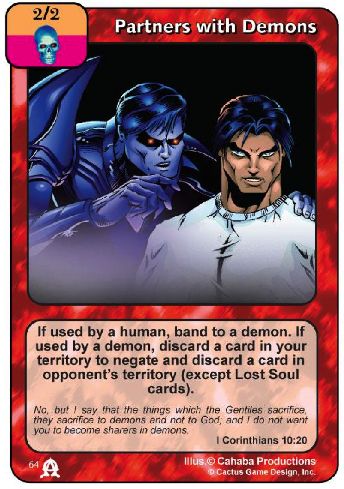 2/2
Partners with Demons
If used by a human, band to a demon. If
used by a demon, discard a card in your
territory to negate and discard a card in
opponent's territory (except Lost Soul
cards).
No, but I say that the things which the Gentiles sacrifice,
they sacrifice to demons and not to God; and I do not want
you to become sharers in demons.
I Corinthians 10:20
64
Illus.© Cahaba Productions
© Cactus Game Design, Inc.